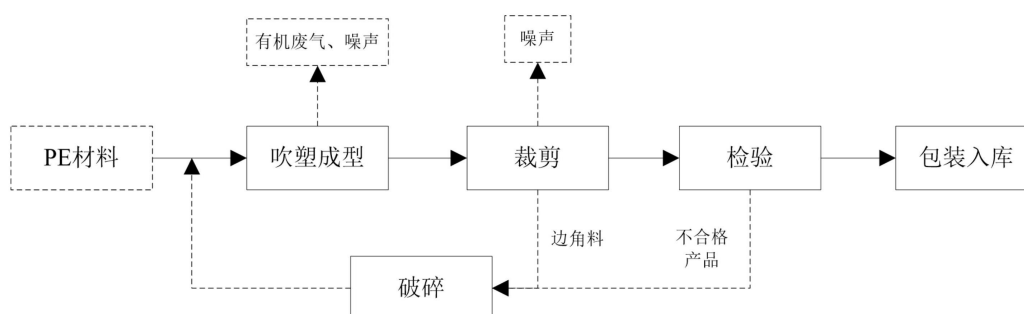 有机废气、噪声
噪声
PE材料
吹塑成型
裁剪
检验
包装入库
边角料
不合格
产品
破碎